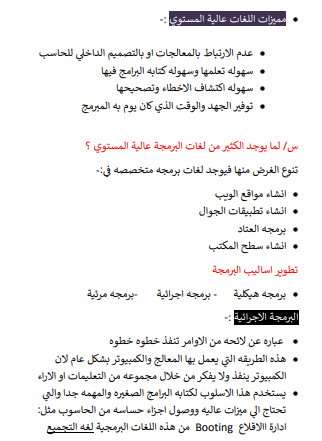 • مميزات اللغات عالية المستوي :-
• عدم الارتباط بالمعالجات او بالتصميم الداخلي للحاسب
• سهوله تعلمها وسهوله كتابه البرامج فيها
• سهوله اكتشاف الاخطاء وتصحيحها
• توفير الجهد والوقت الذي كان يوم به المبرمج
س/ لما يوجد الكثير من لغات البرمجة عالية المستوي ؟
تنوع الغرض منها فيوجد لغات برمجه متخصصه في:-
• انشاء مواقع الويب
• انشاء تطبيقات الجوال
• برمجه العتاد
• انشاء سطح المكتب
تطوير اساليب البرمجة
• برمجه هيكلية - برمجه اجرائية -برمجه مرئية
البرمجة الاجرائية :-
• عباره عن لائحه من الاوامر تنفذ خطوه خطوه
• هذه الطريقه التي يعمل بها المعالج والكمبيوتر بشكل عام لان
الكمبيوتر ينفذ ولا يفكر من خلال مجموعه من التعليمات او الاراء
• يستخدم هذا الاسلوب لكتابه البرامج الصغيره والمهمه جدا والتي
تحتاج الي ميزات عاليه ووصول اجزاء حساسه من الحاسوب مثل:
ادارة الاقلاع Booting من هذه اللغات البرمجية لغه التجميع